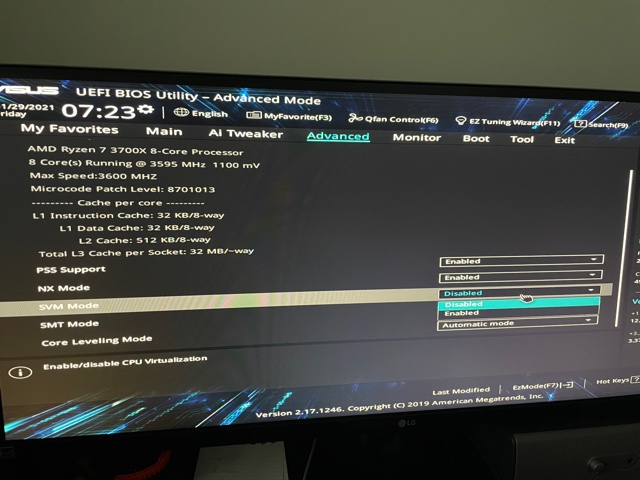 ASUS UEFI BIOS Utility – Advanced Mode
01/29/2021
Friday
07:23
English
MyFavorite(F3)
Qfan Control(F6)
EZ Tuning Wizard(F11)
Search(F9)
My Favorites Main Ai Tweaker Advanced Monitor Boot Tool Exit
AMD Ryzen 7 3700X 8-Core Processor
8 Core(s) Running @ 3595 MHz 1100 mV
Max Speed:3600 MHZ
Microcode Patch Level: 8701013
--------- Cache per core ---------
L1 Instruction Cache: 32 KB/8-way
L1 Data Cache: 32 KB/8-way
L2 Cache: 512 KB/8-way
Total L3 Cache per Socket: 32 MB/~way
PSS Support Enabled
NX Mode Enabled
SVM Mode Disabled
Disabled
Enabled
SMT Mode
Core Leveling Mode Automatic mode
Enable/disable CPU Virtualization
Last Modified
EzMode(F7)
Hot Keys ?
Version 2.17.1246. Copyright (C) 2019 American Megatrends, Inc.
LG